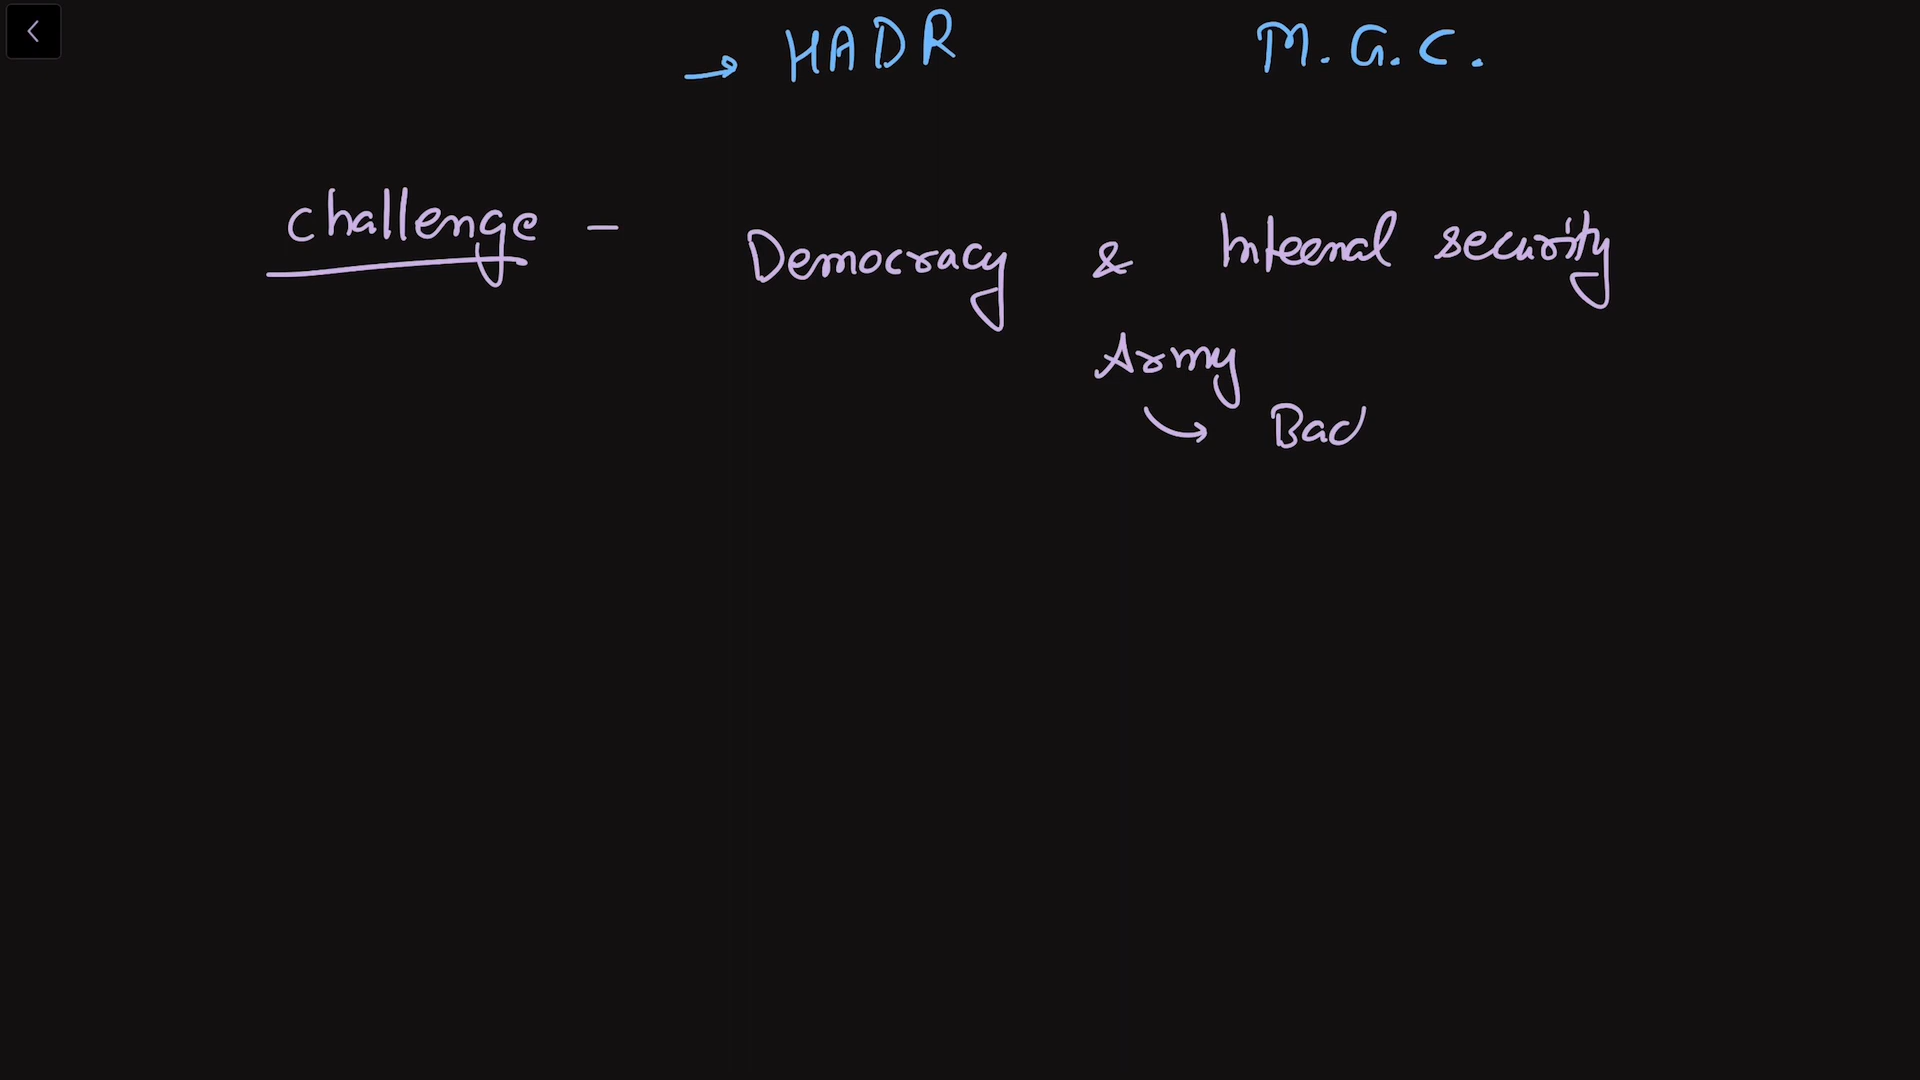 → HADR M.G.C.
challenge - Democracy & Internal security
Army
→ Bad